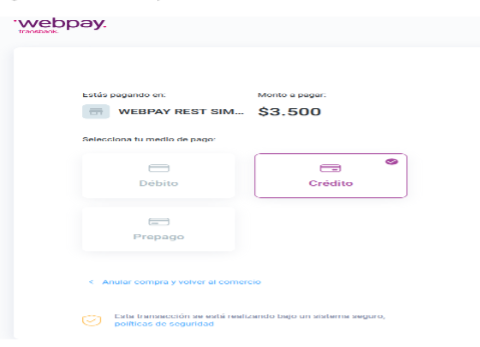 webpay.
transbank.
Estás pagando en:
Monto a pagar:
WEBPAY REST SIM...
$3.500
Selecciona tu medio de pago:
Débito
Crédito
Prepago
< Anular compra y volver al comercio
Esta transacción se está realizando bajo un sistema seguro,
políticas de seguridad